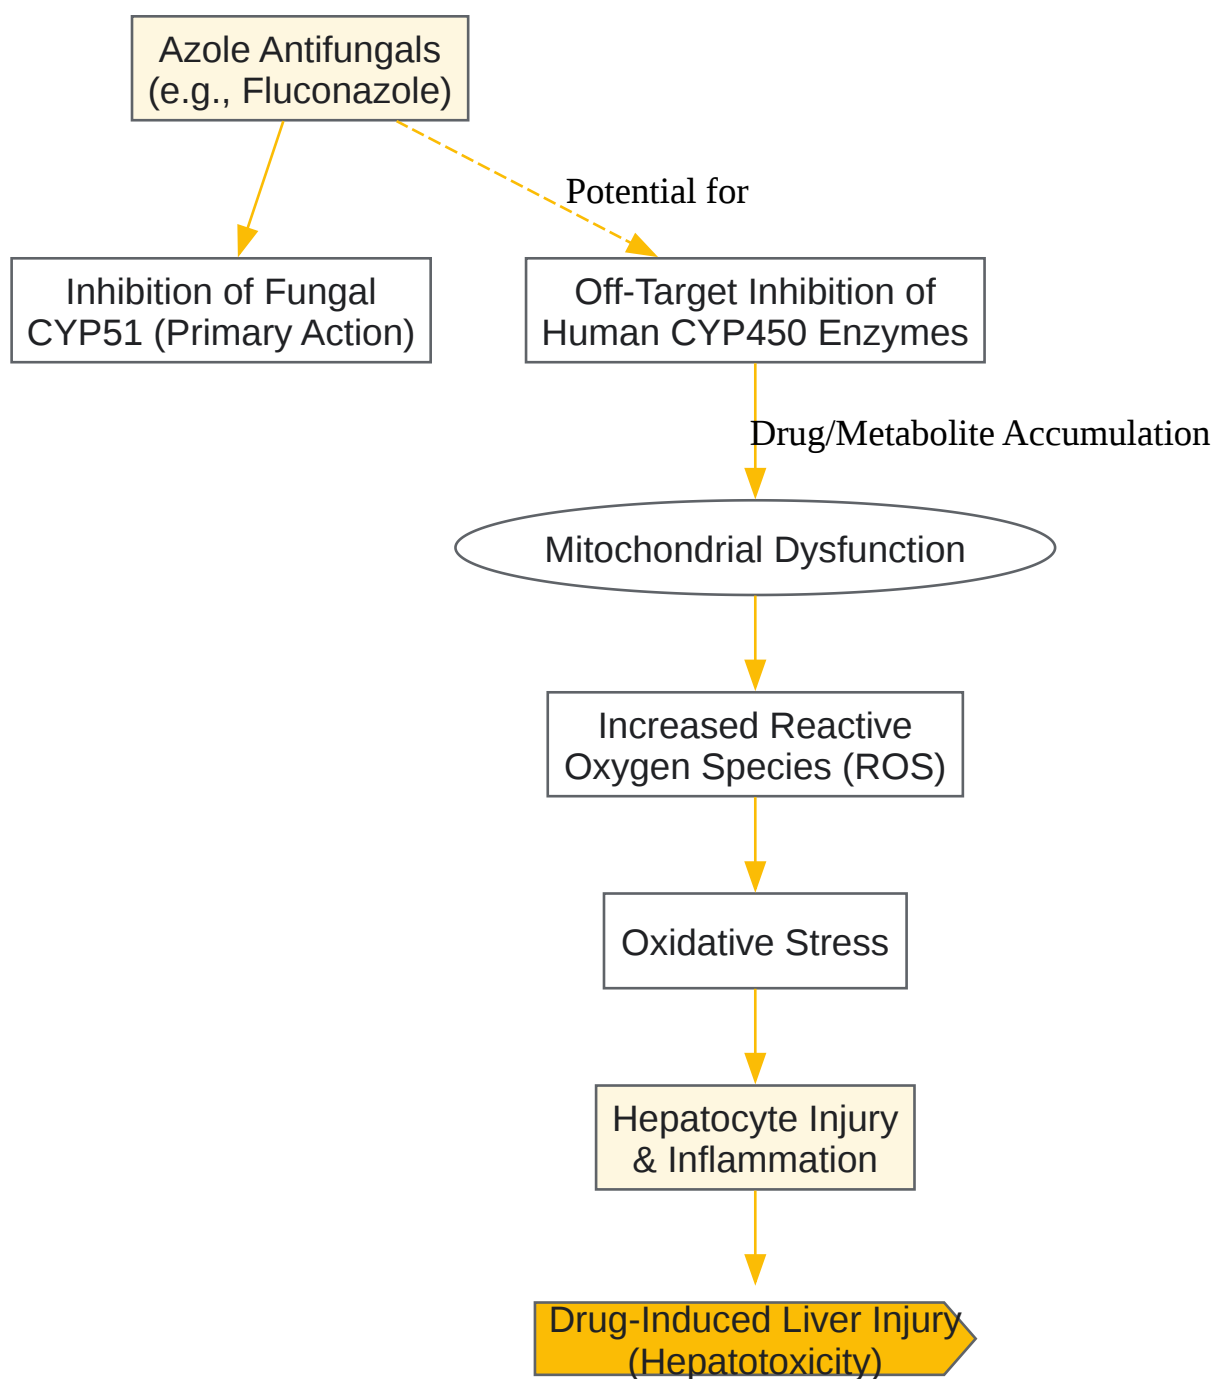 Azole Antifungals
(e.g., Fluconazole)
Potential for
Inhibition of Fungal
CYP51 (Primary Action)
Off-Target Inhibition of
Human CYP450 Enzymes
Drug/Metabolite Accumulation
Mitochondrial Dysfunction
Increased Reactive
Oxygen Species (ROS)
Oxidative Stress
Hepatocyte Injury
& Inflammation
Drug-Induced Liver Injury
(Hepatotoxicity)